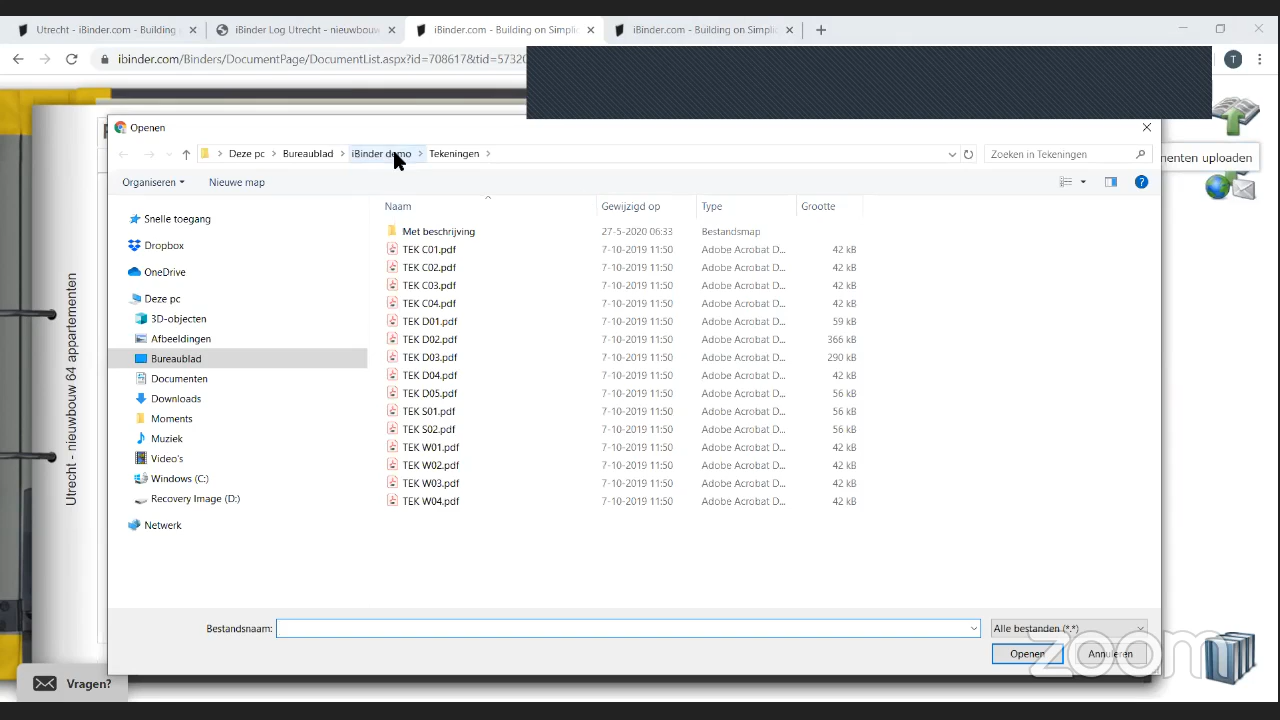 Utrecht - iBinder.com - Building
iBinder Log Utrecht - nieuwbouw
iBinder.com - Building on Simplic
iBinder.com - Building on Simplic
ibinder.com/Binders/DocumentPage/DocumentList.aspx?id=708617&tid=57320
T
Openen
Deze pc
Bureaublad
iBinder demo
Tekeningen
Zoeken in Tekeningen
menten uploaden
Organiseren
Nieuwe map
Naam
Gewijzigd op
Type
Grootte
Snelle toegang
Dropbox
OneDrive
Deze pc
3D-objecten
Afbeeldingen
Bureaublad
Documenten
Downloads
Moments
Muziek
Video's
Windows (C:)
Recovery Image (D:)
Netwerk
Met beschrijving 27-5-2020 06:33 Bestandsmap
TEK C01.pdf 7-10-2019 11:50 Adobe Acrobat D... 42 kB
TEK C02.pdf 7-10-2019 11:50 Adobe Acrobat D... 42 kB
TEK C03.pdf 7-10-2019 11:50 Adobe Acrobat D... 42 kB
TEK C04.pdf 7-10-2019 11:50 Adobe Acrobat D... 42 kB
TEK D01.pdf 7-10-2019 11:50 Adobe Acrobat D... 59 kB
TEK D02.pdf 7-10-2019 11:50 Adobe Acrobat D... 366 kB
TEK D03.pdf 7-10-2019 11:50 Adobe Acrobat D... 290 kB
TEK D04.pdf 7-10-2019 11:50 Adobe Acrobat D... 42 kB
TEK D05.pdf 7-10-2019 11:50 Adobe Acrobat D... 56 kB
TEK S01.pdf 7-10-2019 11:50 Adobe Acrobat D... 56 kB
TEK S02.pdf 7-10-2019 11:50 Adobe Acrobat D... 56 kB
TEK W01.pdf 7-10-2019 11:50 Adobe Acrobat D... 42 kB
TEK W02.pdf 7-10-2019 11:50 Adobe Acrobat D... 42 kB
TEK W03.pdf 7-10-2019 11:50 Adobe Acrobat D... 42 kB
TEK W04.pdf 7-10-2019 11:50 Adobe Acrobat D... 42 kB
Utrecht - nieuwbouw 64 appartementen
Bestandsnaam:
Alle bestanden (*.*)
Openen
Annuleren
zoom
Vragen?